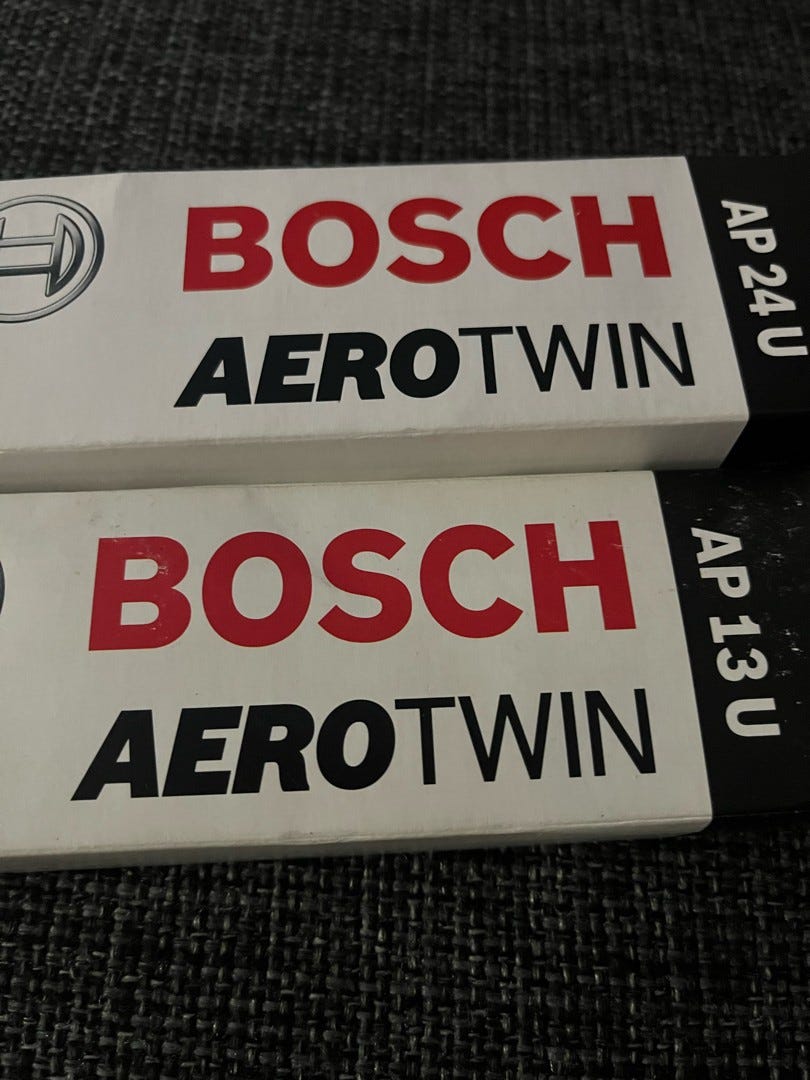 BOSCH
AEROTWIN
AP 24 U
BOSCH
AEROTWIN
AP 13 U